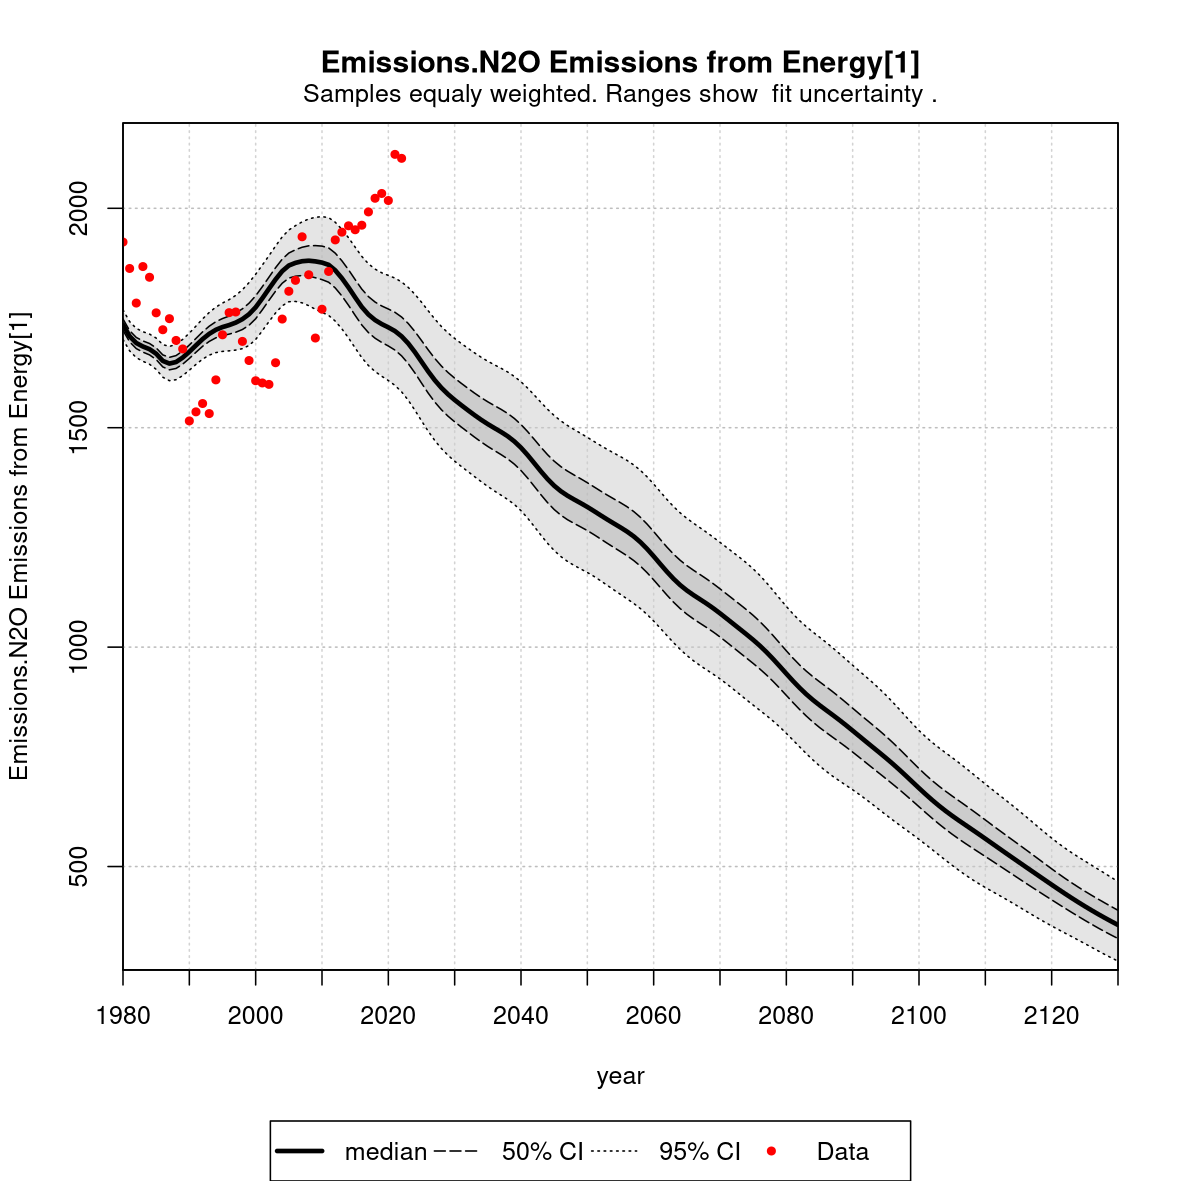 Emissions.N2O Emissions from Energy[1]
Samples equaly weighted. Ranges show  fit uncertainty .
Emissions.N2O Emissions from Energy[1]
2000
1500
1000
500
1980 2000 2020 2040 2060 2080 2100 2120
year
median 50% CI 95% CI Data